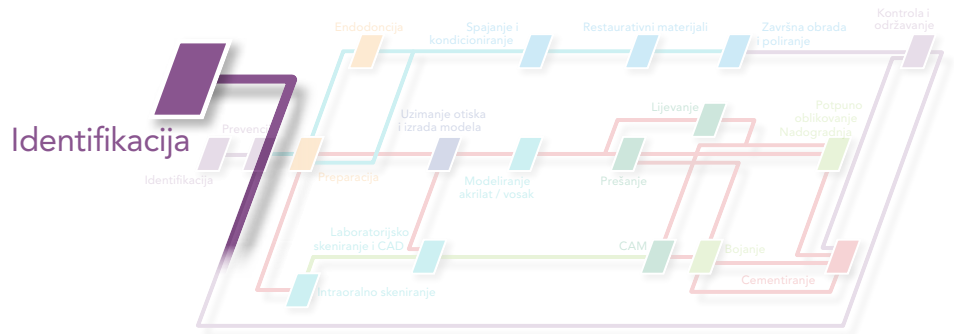 Kontrola i
održavanje
Endodoncija
Spajanje i
kondicioniranje
Restaurativni materijali
Završna obrada
i poliranje
Lijevanje
Potpuno
oblikovanje
Nadogradnja
Uzimanje otiska
i izrada modela
Identifikacija
Prevenc
Identifikacija
Preparacija
Modeliranje
akrilat / vosak
Prešanje
Laboratorijsko
skeniranje i CAD
CAM
Bojanje
Cementiranje
Intraoralno skeniranje